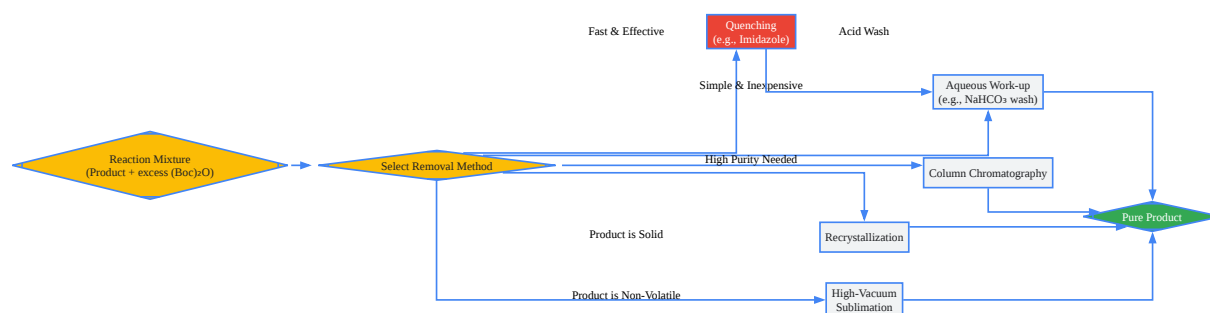 Fast & Effective
Quenching
(e.g., Imidazole)
Acid Wash
Simple & Inexpensive
Aqueous Work-up
(e.g., NaHCO₃ wash)
Reaction Mixture
(Product + excess (Boc)₂O)
Select Removal Method
High Purity Needed
Column Chromatography
Pure Product
Product is Solid
Recrystallization
Product is Non-Volatile
High-Vacuum
Sublimation